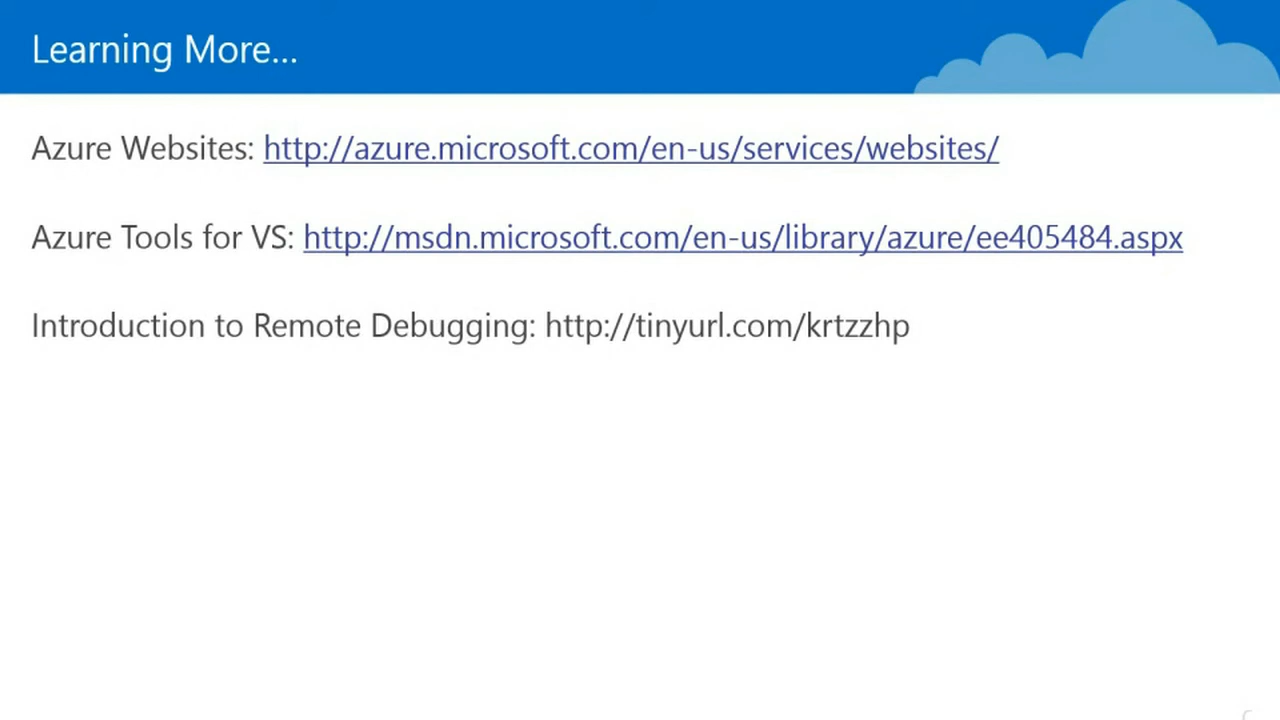 Learning More...
Azure Websites: http://azure.microsoft.com/en-us/services/websites/
Azure Tools for VS: http://msdn.microsoft.com/en-us/library/azure/ee405484.aspx
Introduction to Remote Debugging: http://tinyurl.com/krtzzhp